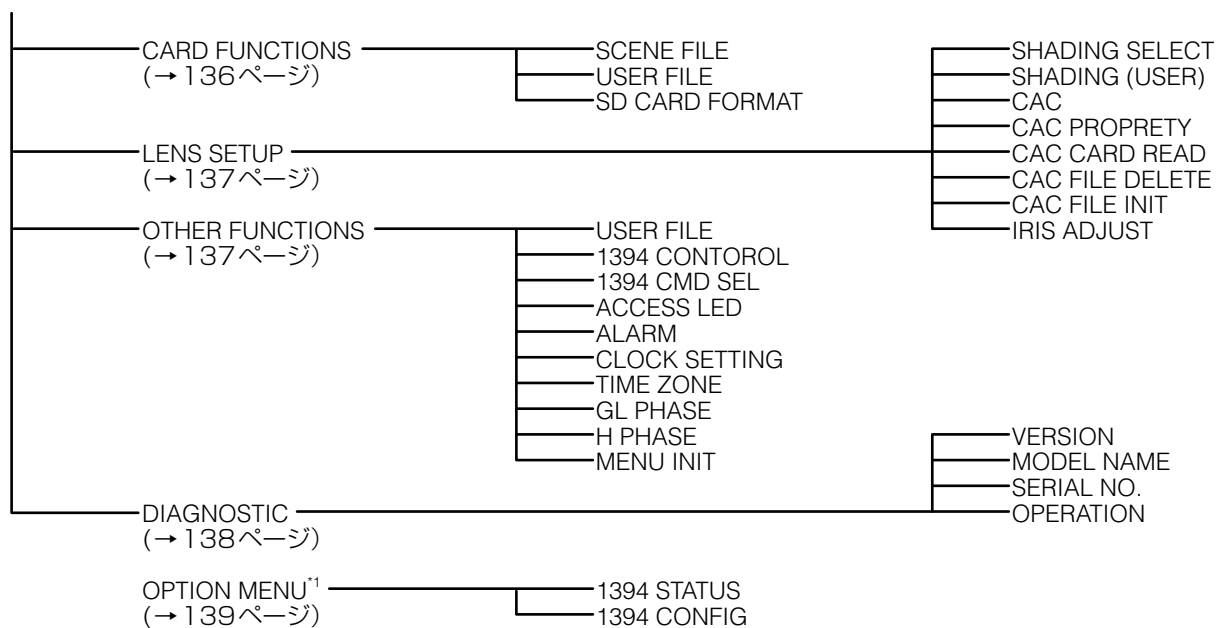 CARD FUNCTIONS
(→136ページ)
SCENE FILE
USER FILE
SD CARD FORMAT
LENS SETUP
(→137ページ)
SHADING SELECT
SHADING (USER)
CAC
CAC PROPRETY
CAC CARD READ
CAC FILE DELETE
CAC FILE INIT
IRIS ADJUST
OTHER FUNCTIONS
(→137ページ)
USER FILE
1394 CONTOROL
1394 CMD SEL
ACCESS LED
ALARM
CLOCK SETTING
TIME ZONE
GL PHASE
H PHASE
MENU INIT
DIAGNOSTIC
(→138ページ)
VERSION
MODEL NAME
SERIAL NO.
OPERATION
OPTION MENU*1
(→139ページ)
1394 STATUS
1394 CONFIG